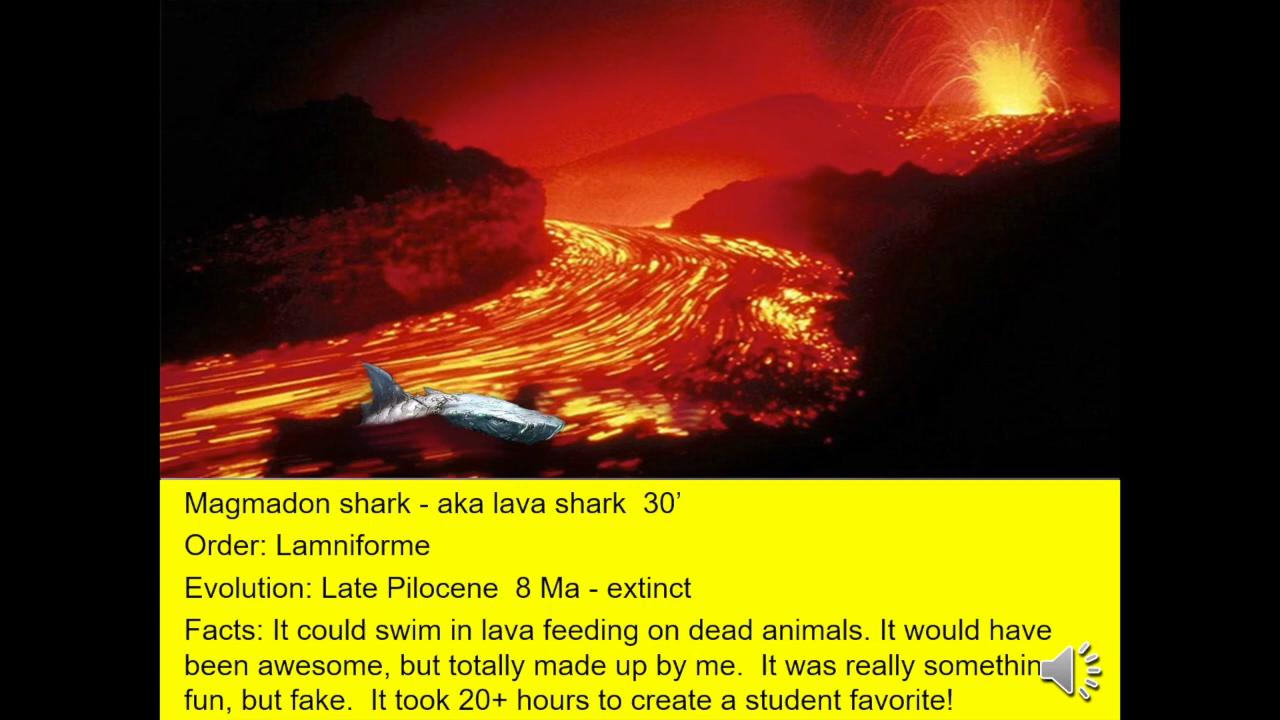 Magmadon shark - aka lava shark  30’
Order: Lamniforme
Evolution: Late Pilocene  8 Ma - extinct
Facts: It could swim in lava feeding on dead animals. It would have
been awesome, but totally made up by me.  It was really somethin
fun, but fake.  It took 20+ hours to create a student favorite!